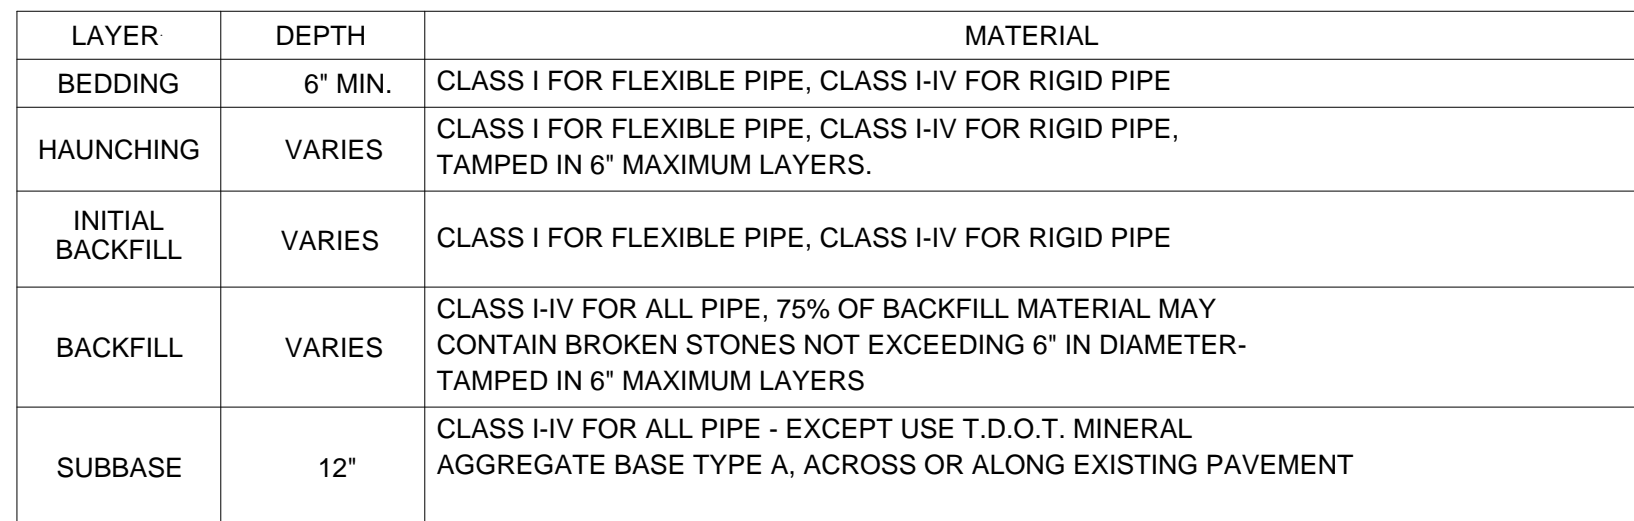 LAYER DEPTH MATERIAL
BEDDING 6" MIN. CLASS I FOR FLEXIBLE PIPE, CLASS I-IV FOR RIGID PIPE
HAUNCHING VARIES CLASS I FOR FLEXIBLE PIPE, CLASS I-IV FOR RIGID PIPE,
TAMPED IN 6" MAXIMUM LAYERS.
INITIAL
BACKFILL VARIES CLASS I FOR FLEXIBLE PIPE, CLASS I-IV FOR RIGID PIPE
BACKFILL VARIES CLASS I-IV FOR ALL PIPE, 75% OF BACKFILL MATERIAL MAY
CONTAIN BROKEN STONES NOT EXCEEDING 6" IN DIAMETER-
TAMPED IN 6" MAXIMUM LAYERS
SUBBASE 12" CLASS I-IV FOR ALL PIPE - EXCEPT USE T.D.O.T. MINERAL
AGGREGATE BASE TYPE A, ACROSS OR ALONG EXISTING PAVEMENT